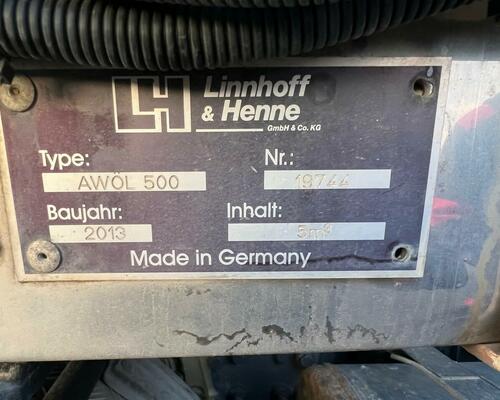 LH Linnhoff
& Henne
GmbH & Co. KG
Type: Nr.:
AWÖL 500 19744
Baujahr: Inhalt:
2013 5m³
Made in Germany